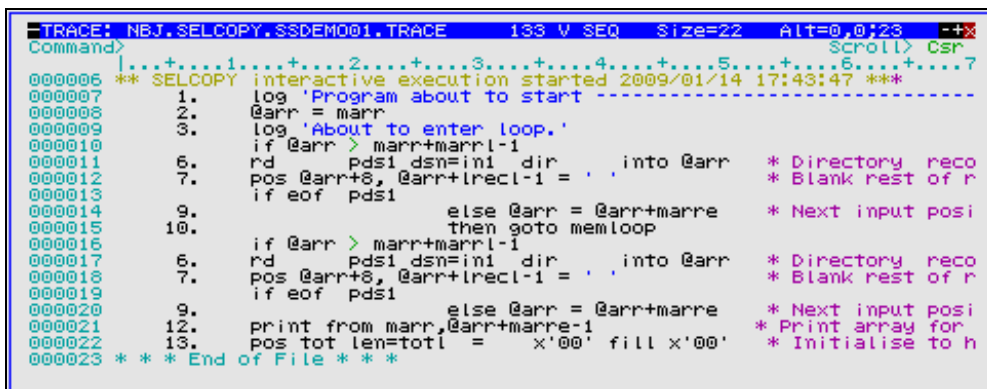 TRACE: NBJ.SELCOPY.SSDEMO01.TRACE 133 V SEQ Size=22 Alt=0,0;23
Command> Scroll> Csr
|...+....1....+....2....+....3....+....4....+....5....+....6....+....7
000006 ** SELCOPY interactive execution started 2009/01/14 17:43:47 ***
000007 1. log 'Program about to start -------------------------------
000008 2. @arr = marr
000009 3. log 'About to enter loop.'
000010 if @arr > marr+marrl-1
000011 6. rd pds1 dsn=in1 dir into @arr * Directory reco
000012 7. pos @arr+8, @arr+lrecl-1 = ' ' * Blank rest of r
000013 if eof pds1
000014 9. else @arr = @arr+marre * Next input posi
000015 10. then goto memloop
000016 if @arr > marr+marrl-1
000017 6. rd pds1 dsn=in1 dir into @arr * Directory reco
000018 7. pos @arr+8, @arr+lrecl-1 = ' ' * Blank rest of r
000019 if eof pds1
000020 9. else @arr = @arr+marre * Next input posi
000021 12. print from marr,@arr+marre-1 * Print array for
000022 13. pos tot len=totl = x'00' fill x'00' * Initialise to h
000023 * * * End of File * * *